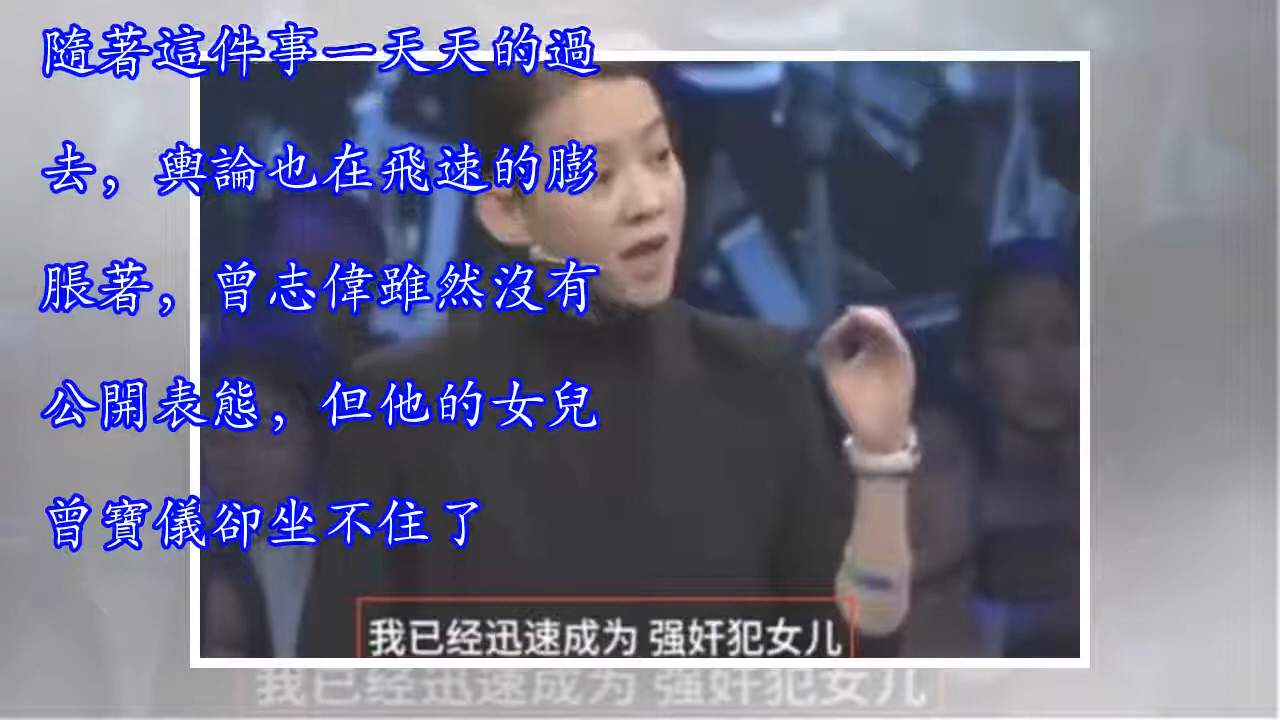 隨著這件事一天天的過
去，輿論也在飛速的膨
脹著，曾志偉雖然沒有
公開表態，但他的女兒
曾寶儀卻坐不住了
我已经迅速成为 强奸犯女儿
我已经迅速成为 强奸犯女儿